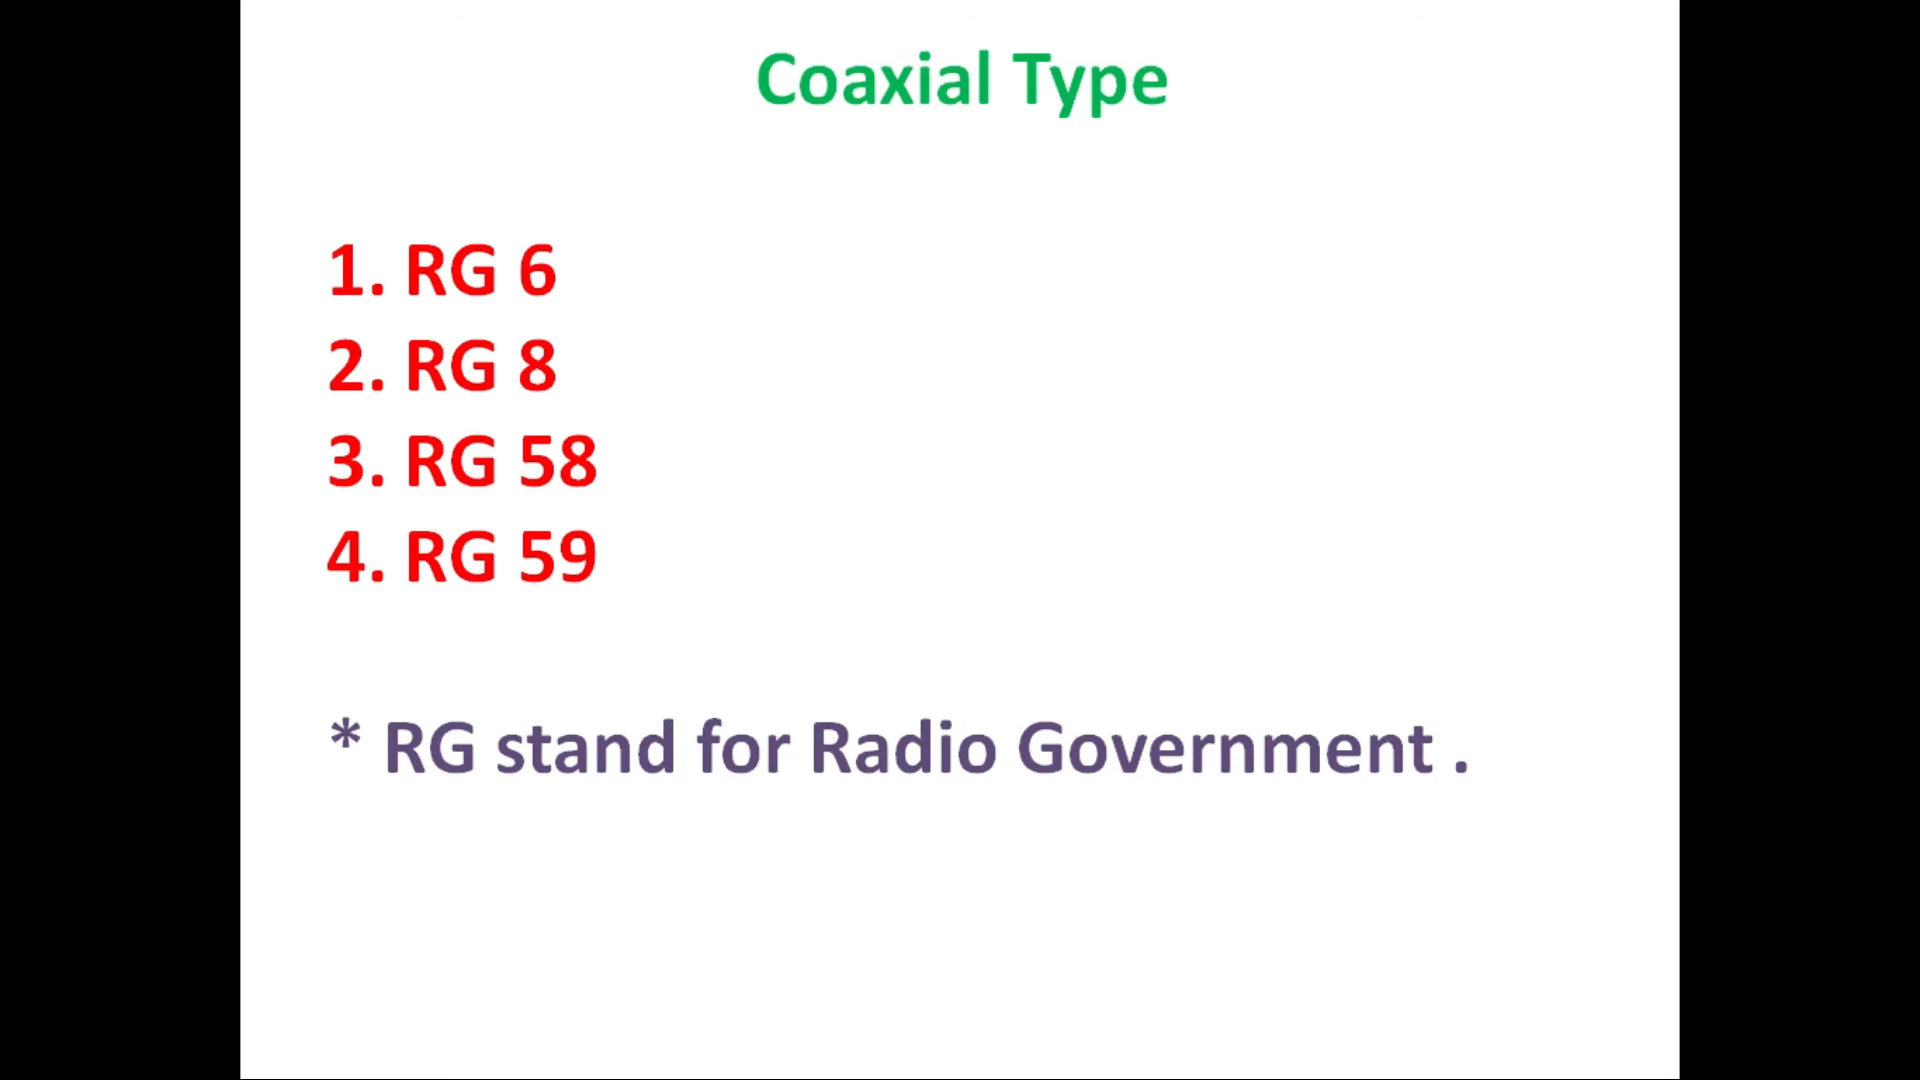 Coaxial Type
1. RG 6
2. RG 8
3. RG 58
4. RG 59
* RG stand for Radio Government .